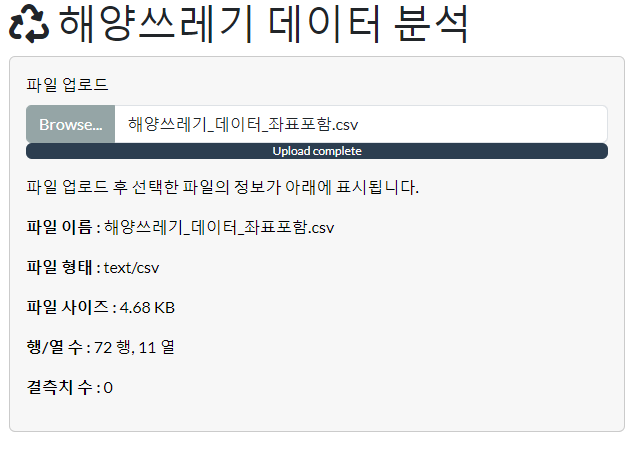 해양쓰레기 데이터 분석
파일 업로드
Browse... 해양쓰레기_데이터_좌표포함.csv
Upload complete
파일 업로드 후 선택한 파일의 정보가 아래에 표시됩니다.
파일 이름 : 해양쓰레기_데이터_좌표포함.csv
파일 형태 : text/csv
파일 사이즈 : 4.68 KB
행/열 수 : 72 행, 11 열
결측치 수 : 0